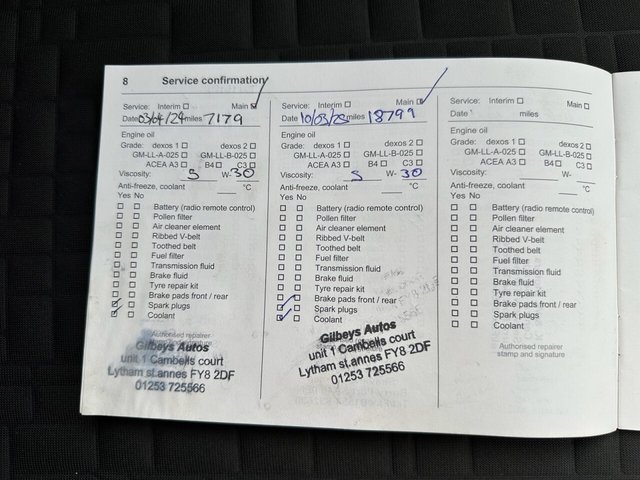 8 Service confirmation
Service: Interim ☐ Main ☑
Date 03/04/24 miles 7179
Engine oil
Grade: dexos 1 ☐ dexos 2 ☐
GM-LL-A-025 ☐ GM-LL-B-025 ☐
ACEA A3 ☐ B4 ☐ C3 ☐
Viscosity: 5 W- 30
Anti-freeze, coolant °C
Yes No
☐ ☐ Battery (radio remote control)
☐ ☐ Pollen filter
☐ ☐ Air cleaner element
☐ ☐ Ribbed V-belt
☐ ☐ Toothed belt
☐ ☐ Fuel filter
☐ ☐ Transmission fluid
☐ ☐ Brake fluid
☐ ☐ Tyre repair kit
☐ ☐ Brake pads front / rear
☑ ☐ Spark plugs
☑ ☐ Coolant
Authorised repairer
Gilbeys Autos
unit 1 Cambells court
Lytham st.annes FY8 2DF
01253 725566
Service: Interim ☐ Main ☑
Date 10/03/25 miles 18799
Engine oil
Grade: dexos 1 ☐ dexos 2 ☐
GM-LL-A-025 ☐ GM-LL-B-025 ☐
ACEA A3 ☐ B4 ☐ C3 ☐
Viscosity: 5 W- 30
Anti-freeze, coolant °C
Yes No
☐ ☐ Battery (radio remote control)
☐ ☐ Pollen filter
☐ ☐ Air cleaner element
☐ ☐ Ribbed V-belt
☐ ☐ Toothed belt
☐ ☐ Fuel filter
☐ ☐ Transmission fluid
☐ ☐ Brake fluid
☐ ☐ Tyre repair kit
☑ ☐ Brake pads front / rear
☑ ☐ Spark plugs
☐ ☐ Coolant
Gilbeys Autos
unit 1 Cambells court
Lytham st.annes FY8 2DF
01253 725566
Service: Interim ☐ Main ☐
Date miles
Engine oil
Grade: dexos 1 ☐ dexos 2 ☐
GM-LL-A-025 ☐ GM-LL-B-025 ☐
ACEA A3 ☐ B4 ☐ C3 ☐
Viscosity: W-
Anti-freeze, coolant °C
Yes No
☐ ☐ Battery (radio remote control)
☐ ☐ Pollen filter
☐ ☐ Air cleaner element
☐ ☐ Ribbed V-belt
☐ ☐ Toothed belt
☐ ☐ Fuel filter
☐ ☐ Transmission fluid
☐ ☐ Brake fluid
☐ ☐ Tyre repair kit
☐ ☐ Brake pads front / rear
☐ ☐ Spark plugs
☐ ☐ Coolant
Authorised repairer
stamp and signature